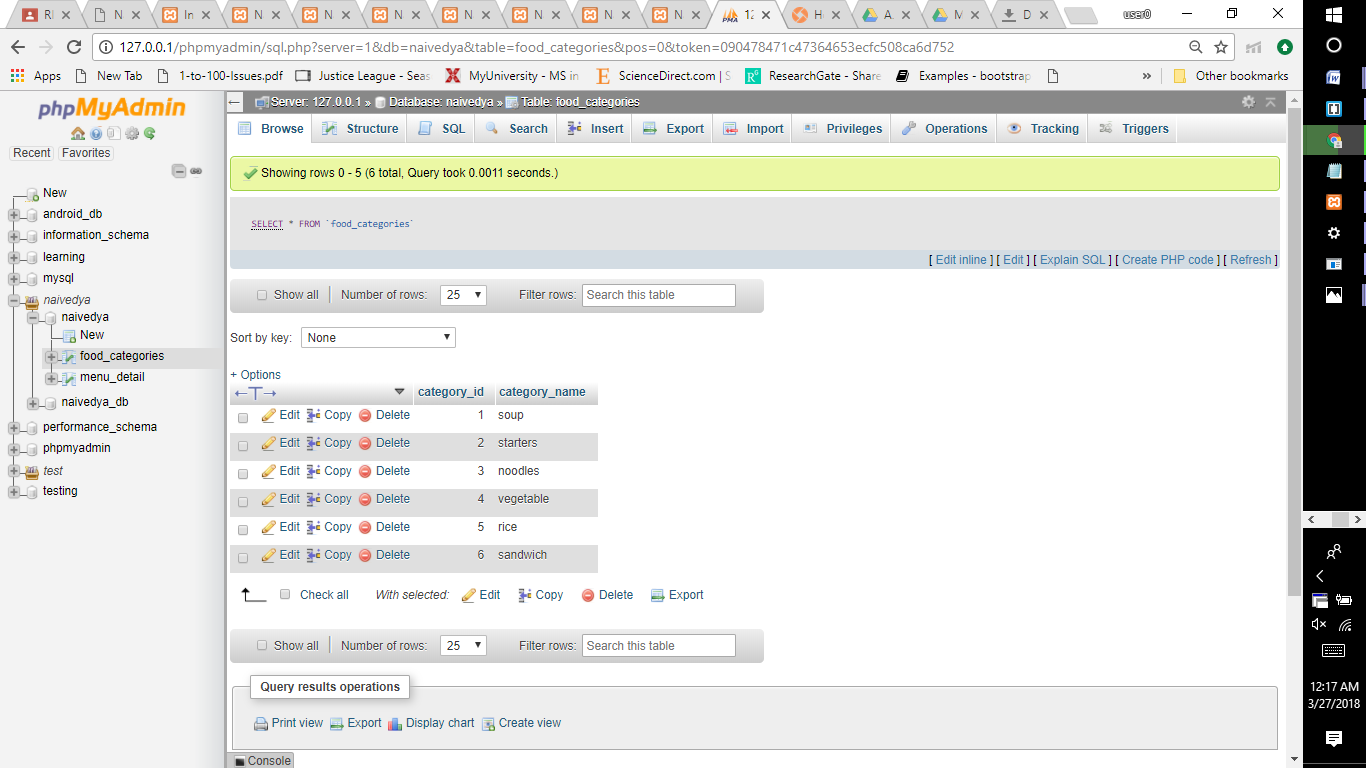 RI N In N N N N N N N 12 H A. M D user0
127.0.0.1/phpmyadmin/sql.php?server=1&db=naivedya&table=food_categories&pos=0&token=090478471c47364653ecfc508ca6d752
Apps New Tab 1-to-100-Issues.pdf Justice League - Seas MyUniversity - MS in ScienceDirect.com | S ResearchGate - Share Examples - bootstrap » Other bookmarks
phpMyAdmin
Recent Favorites
New
android_db
information_schema
learning
mysql
naivedya
naivedya
New
food_categories
menu_detail
naivedya_db
performance_schema
phpmyadmin
test
testing
Server: 127.0.0.1 » Database: naivedya » Table: food_categories
Browse Structure SQL Search Insert Export Import Privileges Operations Tracking Triggers
Showing rows 0 - 5 (6 total, Query took 0.0011 seconds.)
SELECT * FROM `food_categories`
[ Edit inline ] [ Edit ] [ Explain SQL ] [ Create PHP code ] [ Refresh ]
Show all Number of rows: 25 Filter rows: Search this table
Sort by key: None
+ Options
←T→ category_id category_name
Edit Copy Delete 1 soup
Edit Copy Delete 2 starters
Edit Copy Delete 3 noodles
Edit Copy Delete 4 vegetable
Edit Copy Delete 5 rice
Edit Copy Delete 6 sandwich
Check all With selected: Edit Copy Delete Export
Show all Number of rows: 25 Filter rows: Search this table
Query results operations
Print view Export Display chart Create view
Console
12:17 AM
3/27/2018